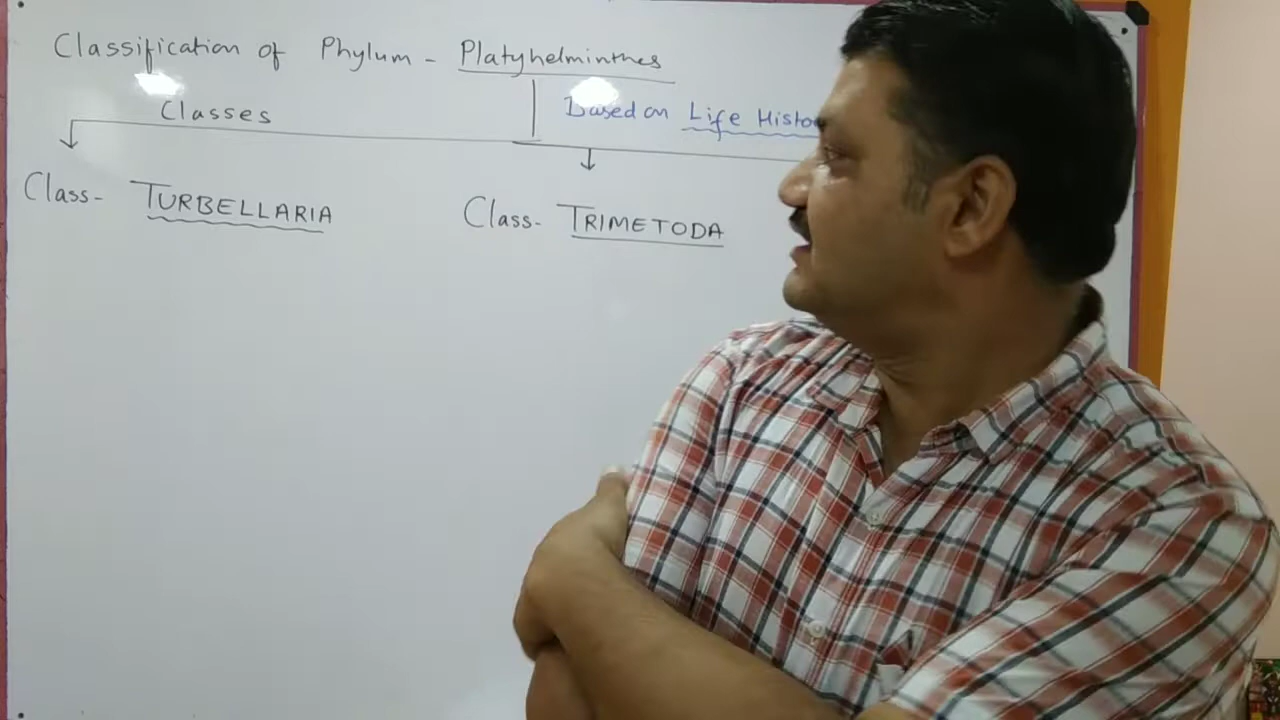 Classification of Phylum - Platyhelminthes
Classes
Based on Life Histo
Class- TURBELLARIA
Class- TRIMETODA